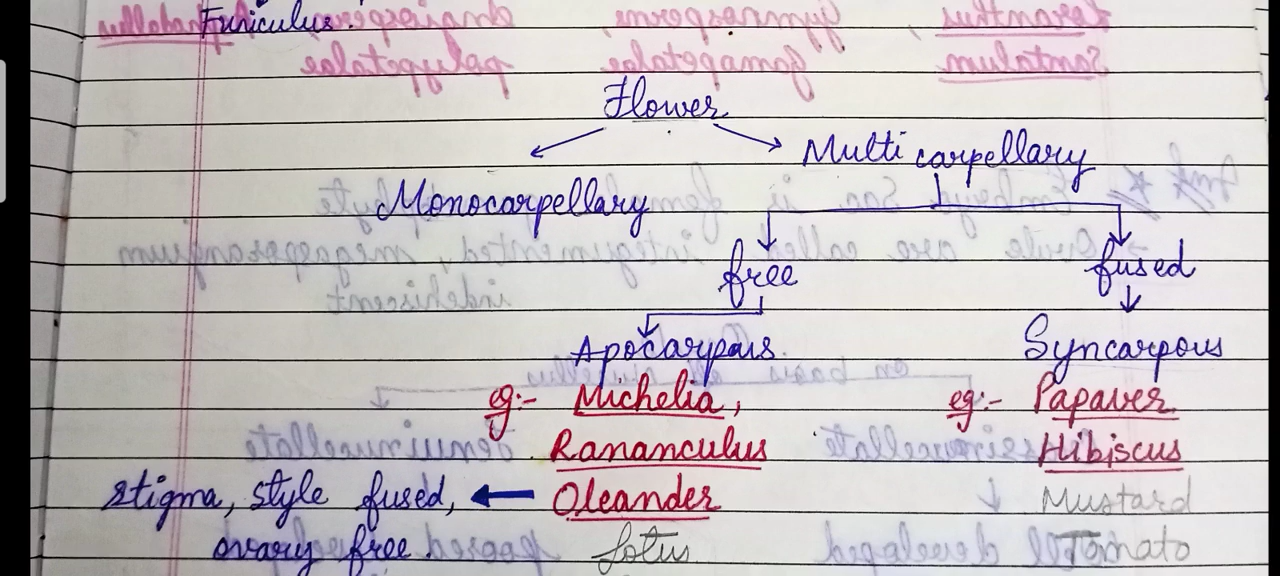 Funiculus.
Flower
Multi carpellary
Monocarpellary
free fused
Apocarpous. Syncarpous
eg:- Michelia, eg:- Papaver
Rananculus Hibiscus
stigma, style fused, Oleander Mustard
ovary free Lotus Tomato